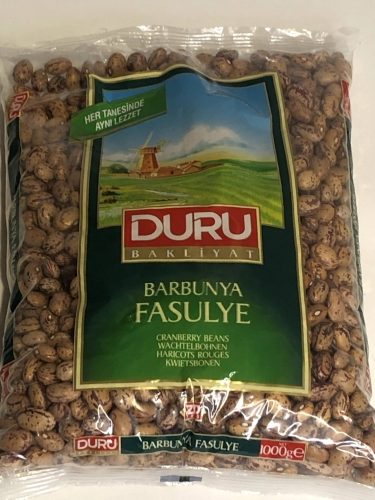 HER TANESİNDE
AYNI LEZZET
DURU
BAKLİYAT
BARBUNYA
FASULYE
CRANBERRY BEANS
WACHTELBOHNEN
HARICOTS ROUGES
KWIETSBONEN
DURU
BARBUNYA FASULYE
1000g e